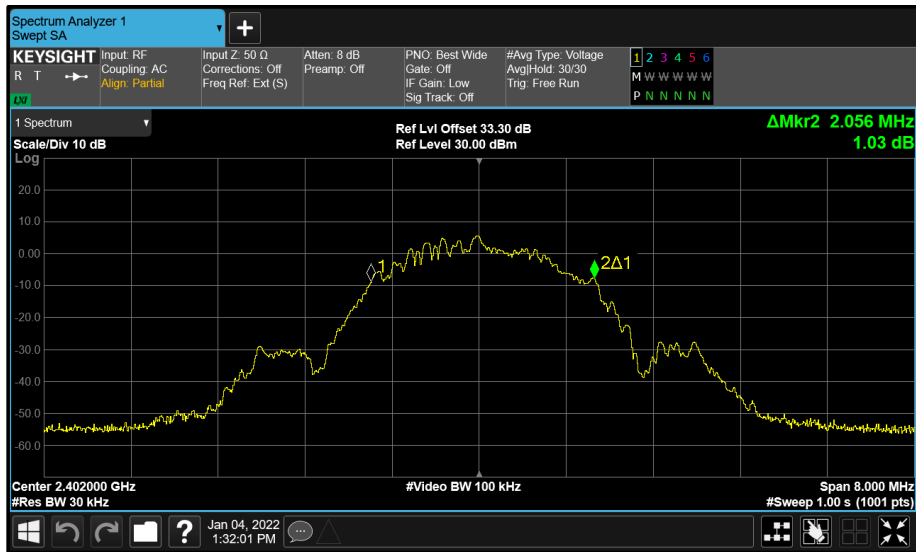 Spectrum Analyzer 1
Swept SA
KEYSIGHT
R T
LXI
Input: RF
Coupling: AC
Align: Partial
Input Z: 50 Ω
Corrections: Off
Freq Ref: Ext (S)
Atten: 8 dB
Preamp: Off
PNO: Best Wide
Gate: Off
IF Gain: Low
Sig Track: Off
#Avg Type: Voltage
Avg|Hold: 30/30
Trig: Free Run
1 2 3 4 5 6
M W W W W W
P N N N N N
1 Spectrum
Scale/Div 10 dB
Ref Lvl Offset 33.30 dB
Ref Level 30.00 dBm
ΔMkr2 2.056 MHz
1.03 dB
Log
20.0
10.0
0.00
-10.0
-20.0
-30.0
-40.0
-50.0
-60.0
1
2Δ1
Center 2.402000 GHz
#Res BW 30 kHz
#Video BW 100 kHz
Span 8.000 MHz
#Sweep 1.00 s (1001 pts)
?
Jan 04, 2022
1:32:01 PM